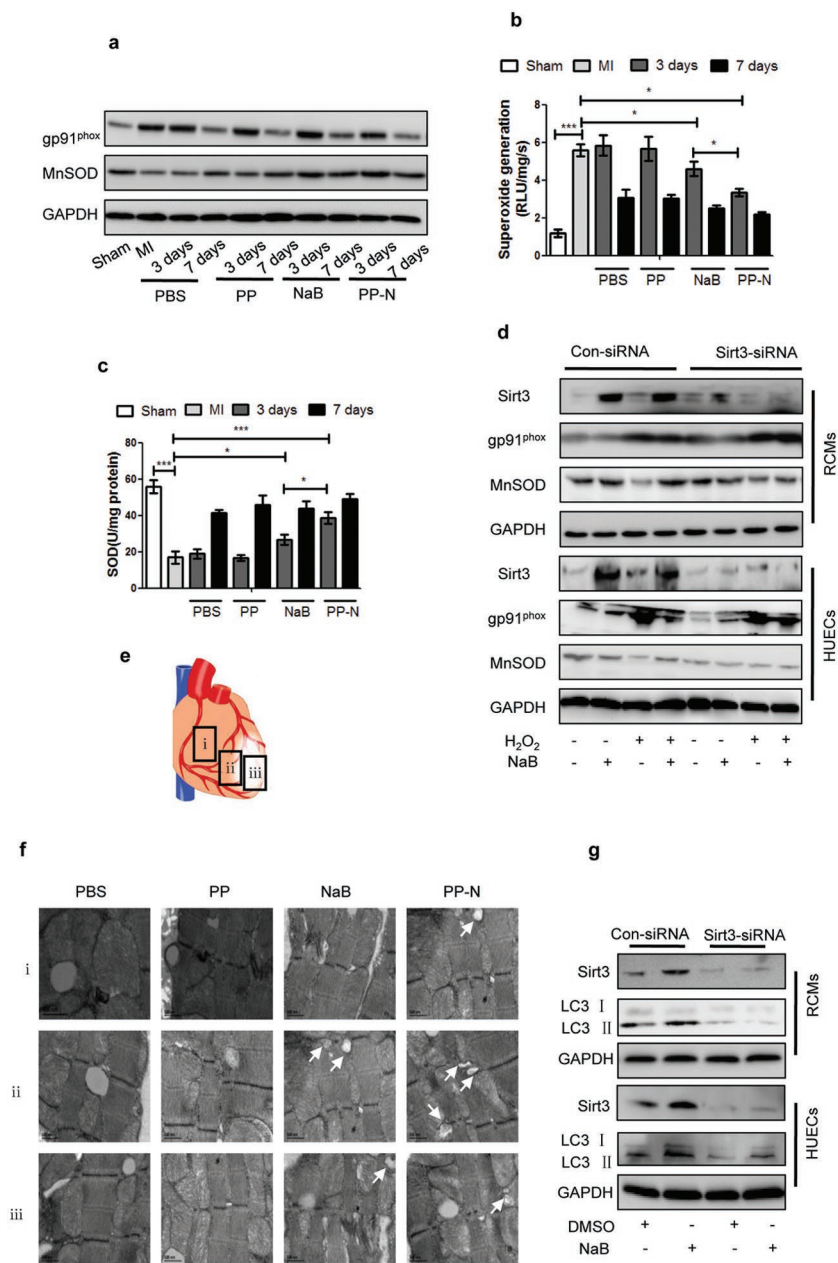 a
gp91phox
MnSOD
GAPDH
Sham MI 3 days 7 days 3 days 7 days 3 days 7 days 3 days 7 days
PBS PP NaB PP-N
b
Sham MI 3 days 7 days
Superoxide generation
(RLU/mg/s)
8
6
4
2
0
*
*
*** *
PBS PP NaB PP-N
c
Sham MI 3 days 7 days
SOD(U/mg protein)
80
60
40
20
0
***
*
*** *
PBS PP NaB PP-N
d
Con-siRNA Sirt3-siRNA
Sirt3
gp91phox
MnSOD
GAPDH
RCMs
Sirt3
gp91phox
MnSOD
GAPDH
HUECs
H2O2 - - + + - - + +
NaB - + - + - + - +
e
i
ii
iii
f
PBS PP NaB PP-N
i
ii
iii
g
Con-siRNA Sirt3-siRNA
Sirt3
LC3 I
LC3 II
GAPDH
RCMs
Sirt3
LC3 I
LC3 II
GAPDH
HUECs
DMSO + - + -
NaB - + - +